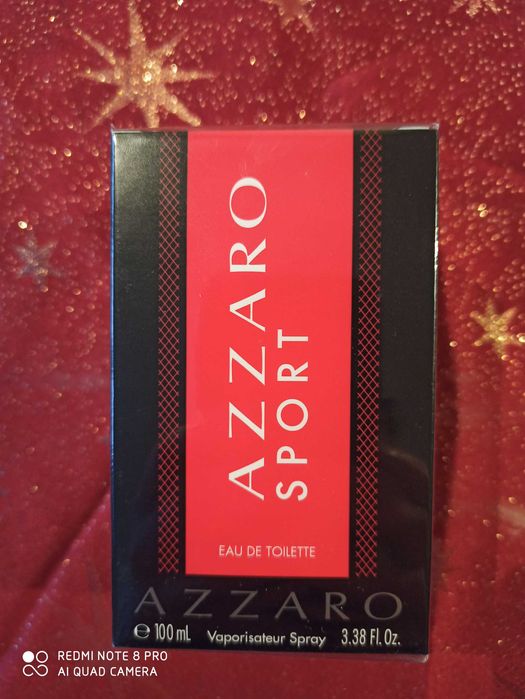 AZZARO
SPORT
EAU DE TOILETTE
AZZARO
e 100 mL Vaporisateur Spray 3.38 Fl. Oz.
REDMI NOTE 8 PRO
AI QUAD CAMERA